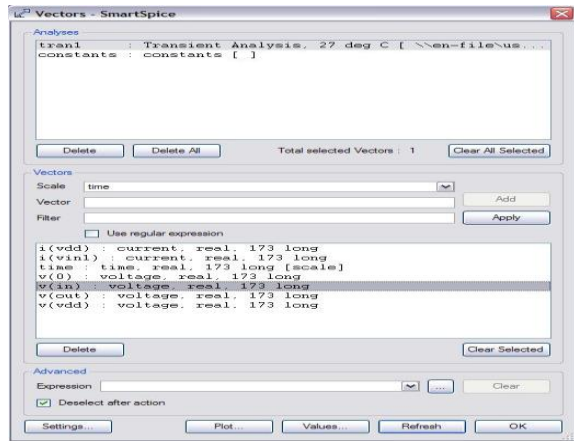 Vectors - SmartSpice
Analyses
tran1 : Transient Analysis, 27 deg C [ \\en-file\us...
constants : constants [ ]
Delete Delete All Total selected Vectors : 1 Clear All Selected
Vectors
Scale time
Vector Add
Filter Apply
Use regular expression
i(vdd) : current, real, 173 long
i(vin1) : current, real, 173 long
time : time, real, 173 long [scale]
v(0) : voltage, real, 173 long
v(in) : voltage, real, 173 long
v(out) : voltage, real, 173 long
v(vdd) : voltage, real, 173 long
Delete Clear Selected
Advanced
Expression ... Clear
Deselect after action
Settings... Plot... Values... Refresh OK